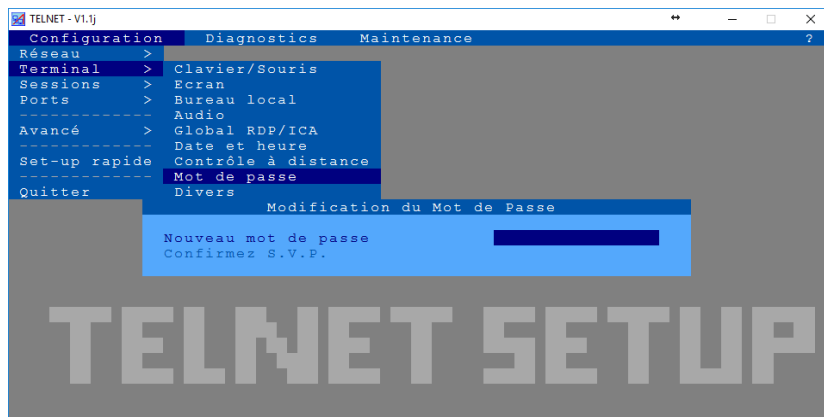 TELNET - V1.1j
Configuration Diagnostics Maintenance ?
Réseau >
Terminal > Clavier/Souris
Sessions > Ecran
Ports > Bureau local
------------- Audio
Avancé > Global RDP/ICA
------------- Date et heure
Set-up rapide Contrôle à distance
------------- Mot de passe
Quitter Divers
Modification du Mot de Passe
Nouveau mot de passe
Confirmez S.V.P.
TELNET SETUP